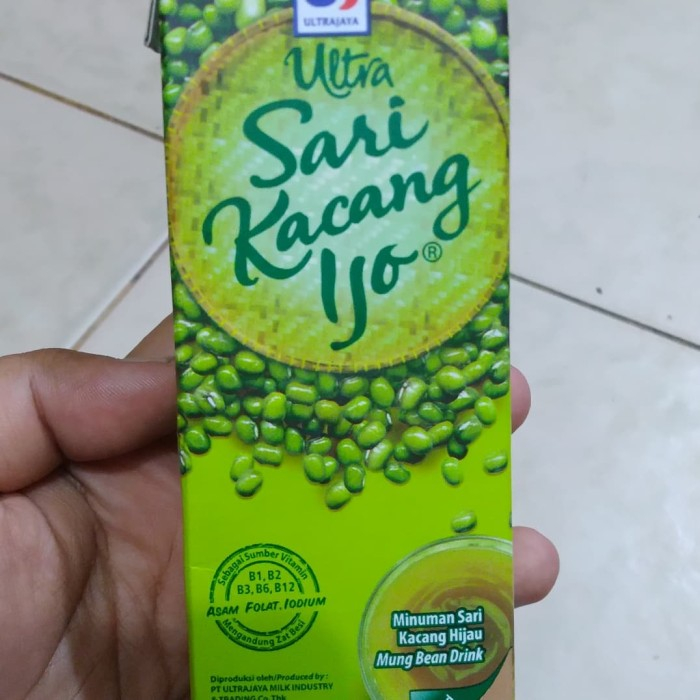 ULTRAJAYA
Ultra
Sari
Kacang
Ijo®
Sebagai Sumber Vitamin
B1, B2
B3, B6, B12
ASAM FOLAT, IODIUM
Mengandung Zat Besi
Minuman Sari
Kacang Hijau
Mung Bean Drink
Diproduksi oleh/Produced by :
PT ULTRAJAYA MILK INDUSTRY
& TRADING Co. Tbk